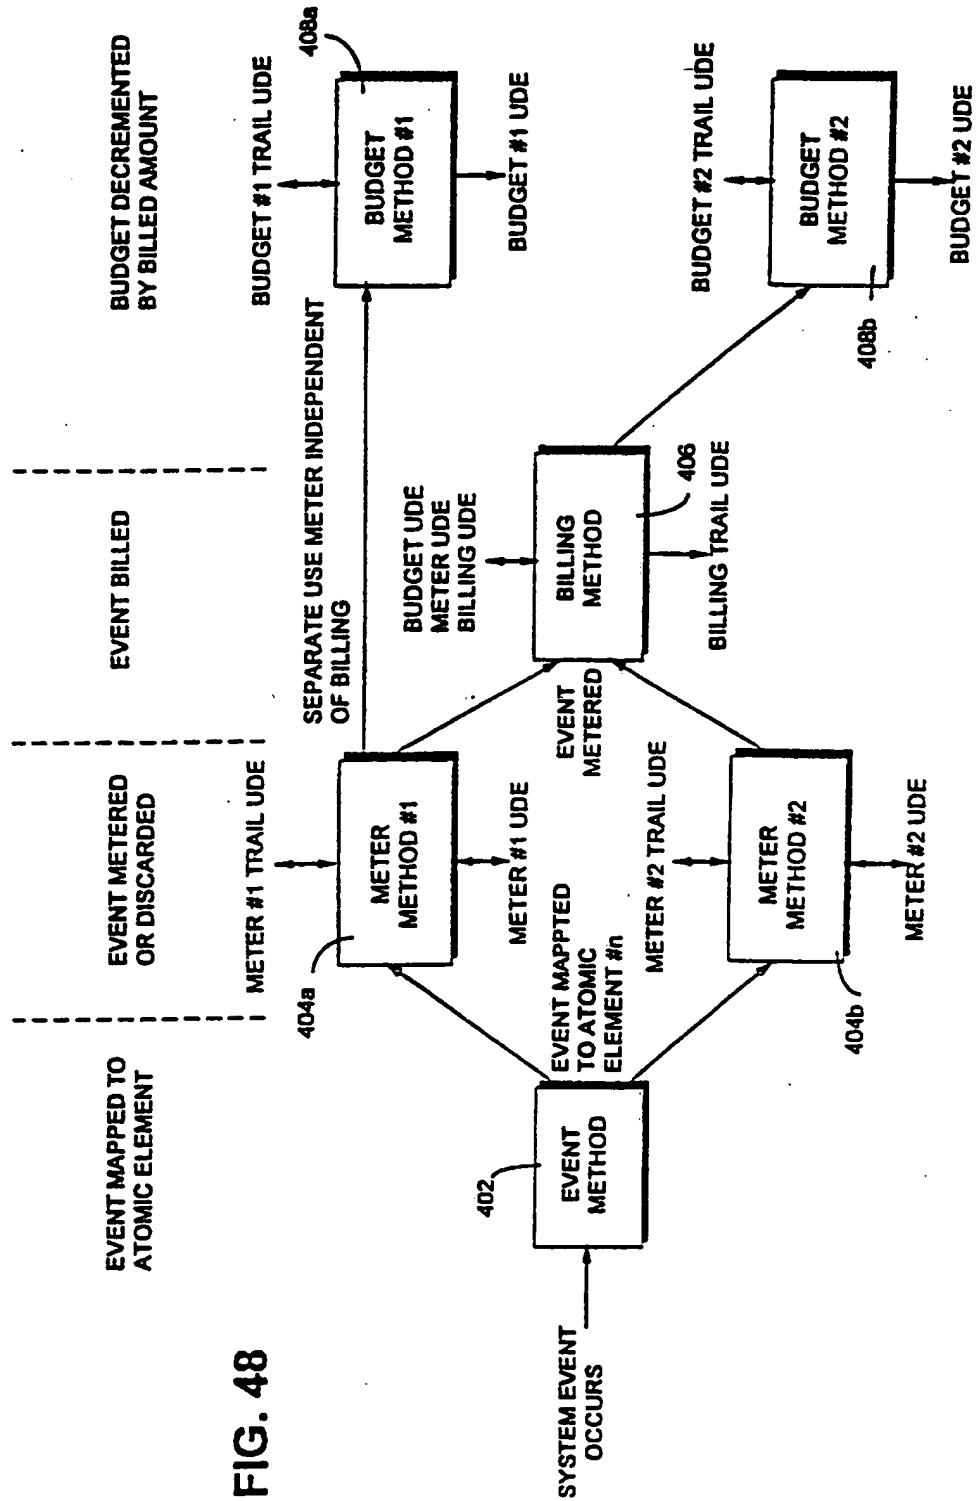 FIG. 48
EVENT MAPPED TO
ATOMIC ELEMENT
EVENT METERED
OR DISCARDED
EVENT BILLED
BUDGET DECREMENTED
BY BILLED AMOUNT
SYSTEM EVENT
OCCURS
402
EVENT
METHOD
EVENT MAPPTED
TO ATOMIC
ELEMENT #n
METER #1 TRAIL UDE
404a
METER
METHOD #1
METER #1 UDE
METER #2 TRAIL UDE
METER
METHOD #2
404b
METER #2 UDE
SEPARATE USE METER INDEPENDENT
OF BILLING
EVENT
METERED
BUDGET UDE
METER UDE
BILLING UDE
BILLING
METHOD
406
BILLING TRAIL UDE
BUDGET #1 TRAIL UDE
408a
BUDGET
METHOD #1
BUDGET #1 UDE
BUDGET #2 TRAIL UDE
BUDGET
METHOD #2
408b
BUDGET #2 UDE